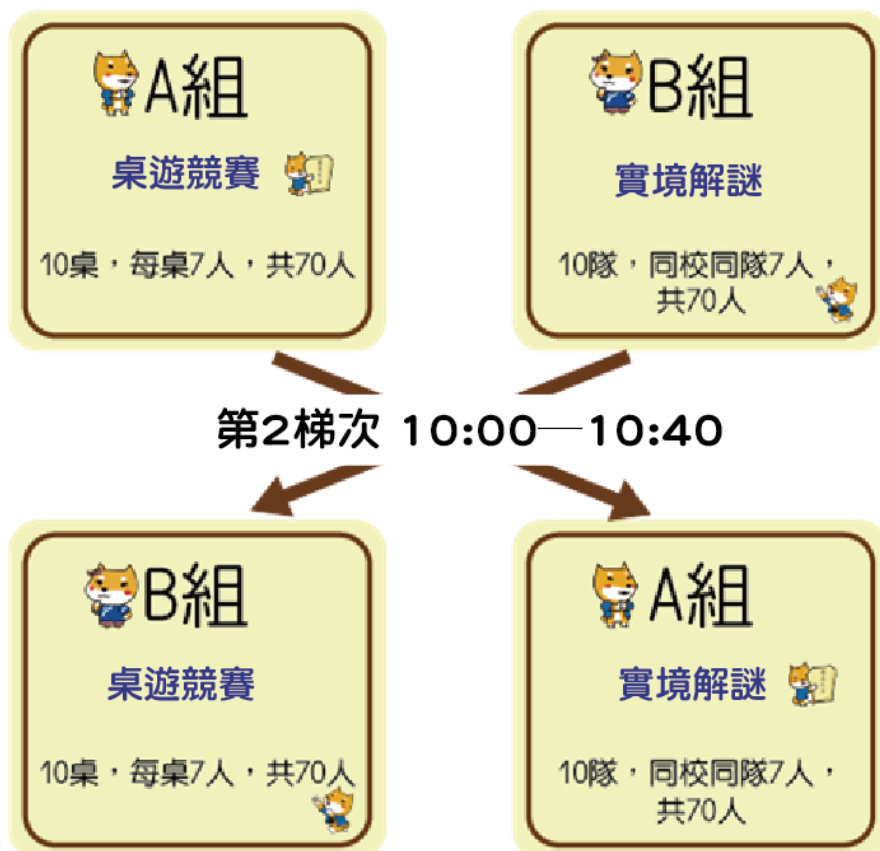 A組
桌遊競賽
10桌，每桌7人，共70人
B組
實境解謎
10隊，同校同隊7人，
共70人
第2梯次 10:00—10:40
B組
桌遊競賽
10桌，每桌7人，共70人
A組
實境解謎
10隊，同校同隊7人，
共70人